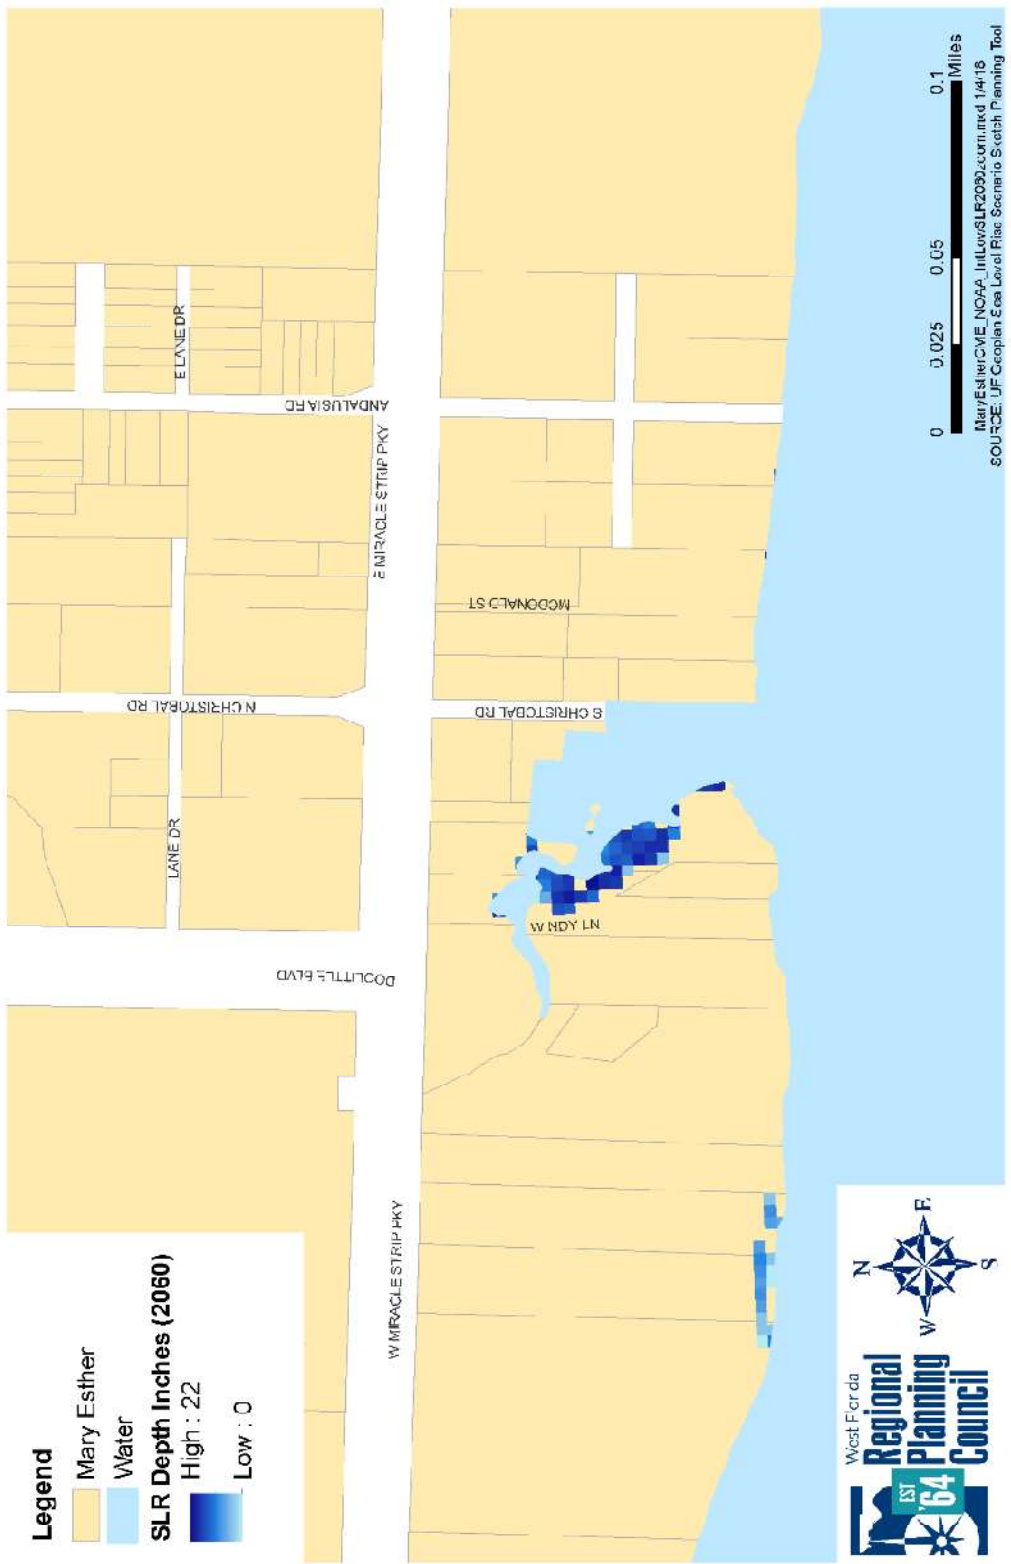 Legend
Mary Esther
Water
SLR Depth Inches (2060)
High : 22
Low : 0
E LANE DR
ANDALUSIA RD
E MIRACLE STRIP PKY
MCDONALD ST
N CHRISTOBAL RD
S CHRISTOBAL RD
LANE DR
DOOLITTLE BLVD
W MIRACLE STRIP PKY
N
W
E
S
West Florida
Regional
Planning
Council
EST
'64
0 0.025 0.05 0.1
Miles
MaryEstherCME_NOAA_IntLowSLR2060zoom.mxd 1/4/18
SOURCE: UF Geoplan Sea Level Rise Scenario Sketch Planning Tool